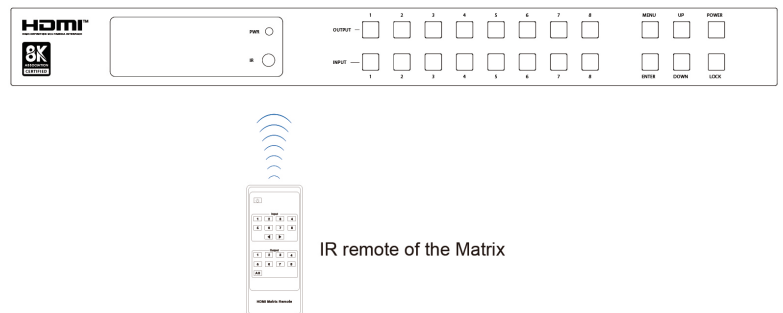 HDMI™
HIGH-DEFINITION MULTIMEDIA INTERFACE
8K
ASSOCIATION
CERTIFIED
PWR
IR
1 2 3 4 5 6 7 8
OUTPUT
INPUT
1 2 3 4 5 6 7 8
MENU UP POWER
ENTER DOWN LOCK
Input
1 2 3 4
5 6 7 8
Output
1 2 3 4
5 6 7 8
All
HDMI Matrix Remote
IR remote of the Matrix